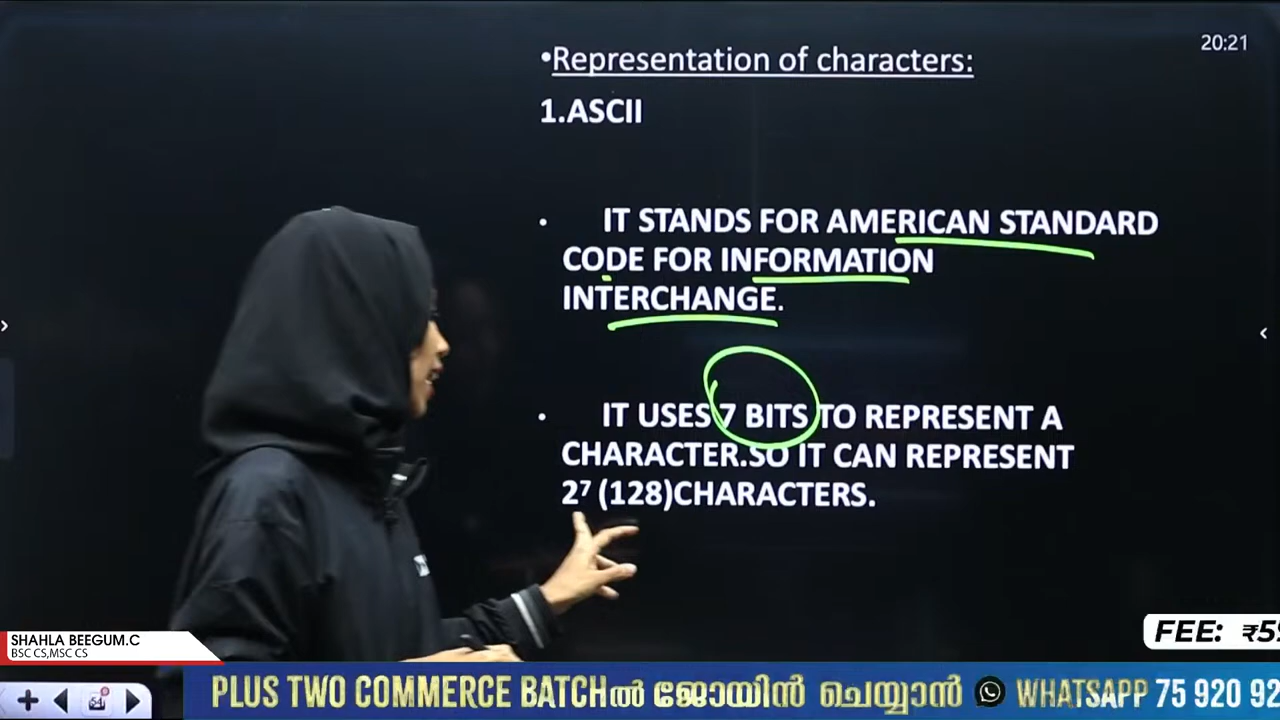 20:21
•Representation of characters:
1.ASCII
• IT STANDS FOR AMERICAN STANDARD
CODE FOR INFORMATION
INTERCHANGE.
• IT USES 7 BITS TO REPRESENT A
CHARACTER.SO IT CAN REPRESENT
2⁷ (128)CHARACTERS.
FEE: ₹59
SHAHLA BEEGUM.C
BSC CS,MSC CS
PLUS TWO COMMERCE BATCHൽ ജോയിൻ ചെയ്യാൻ WHATSAPP 75 920 92